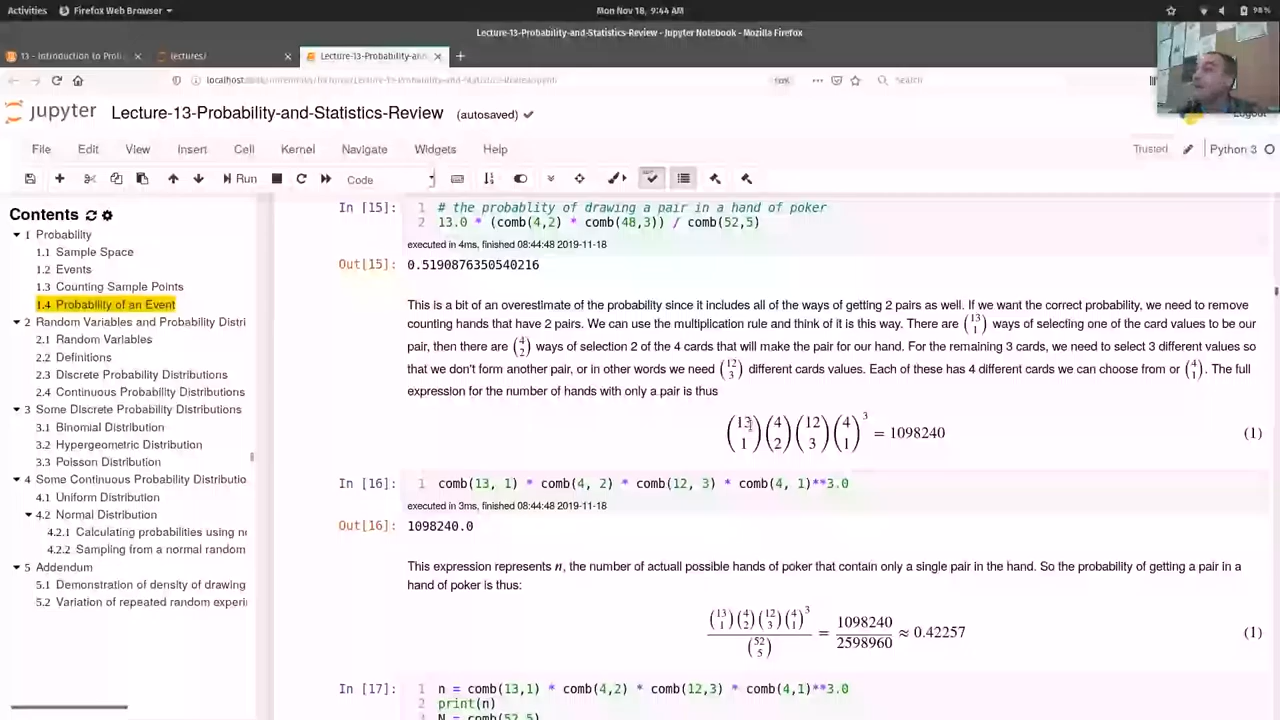 Activities
Firefox Web Browser
Mon Nov 18, 9:44 AM
98%
Lecture-13-Probability-and-Statistics-Review - Jupyter Notebook - Mozilla Firefox
13 - Introduction to Prob
lectures/
Lecture-13-Probability-an
Search
jupyter
Lecture-13-Probability-and-Statistics-Review (autosaved)
Logout
File Edit View Insert Cell Kernel Navigate Widgets Help
Trusted
Python 3
Run
Code
Contents
1 Probability
1.1 Sample Space
1.2 Events
1.3 Counting Sample Points
1.4 Probability of an Event
2 Random Variables and Probability Distri
2.1 Random Variables
2.2 Definitions
2.3 Discrete Probability Distributions
2.4 Continuous Probability Distributions
3 Some Discrete Probability Distributions
3.1 Binomial Distribution
3.2 Hypergeometric Distribution
3.3 Poisson Distribution
4 Some Continuous Probability Distributio
4.1 Uniform Distribution
4.2 Normal Distribution
4.2.1 Calculating probabilities using n
4.2.2 Sampling from a normal random
5 Addendum
5.1 Demonstration of density of drawing
5.2 Variation of repeated random experi
In [15]: 1 # the probablity of drawing a pair in a hand of poker
2 13.0 * (comb(4,2) * comb(48,3)) / comb(52,5)
executed in 4ms, finished 08:44:48 2019-11-18
Out[15]: 0.5190876350540216
This is a bit of an overestimate of the probability since it includes all of the ways of getting 2 pairs as well. If we want the correct probability, we need to remove
counting hands that have 2 pairs. We can use the multiplication rule and think of it is this way. There are (13 1) ways of selecting one of the card values to be our
pair, then there are (4 2) ways of selection 2 of the 4 cards that will make the pair for our hand. For the remaining 3 cards, we need to select 3 different values so
that we don't form another pair, or in other words we need (12 3) different cards values. Each of these has 4 different cards we can choose from or (4 1). The full
expression for the number of hands with only a pair is thus
(13 1)(4 2)(12 3)(4 1)^3 = 1098240 (1)
In [16]: 1 comb(13, 1) * comb(4, 2) * comb(12, 3) * comb(4, 1)**3.0
executed in 3ms, finished 08:44:48 2019-11-18
Out[16]: 1098240.0
This expression represents n, the number of actuall possible hands of poker that contain only a single pair in the hand. So the probability of getting a pair in a
hand of poker is thus:
(13 1)(4 2)(12 3)(4 1)^3 / (52 5) = 1098240 / 2598960 ≈ 0.42257 (1)
In [17]: 1 n = comb(13,1) * comb(4,2) * comb(12,3) * comb(4,1)**3.0
2 print(n)
N = comb(52,5)